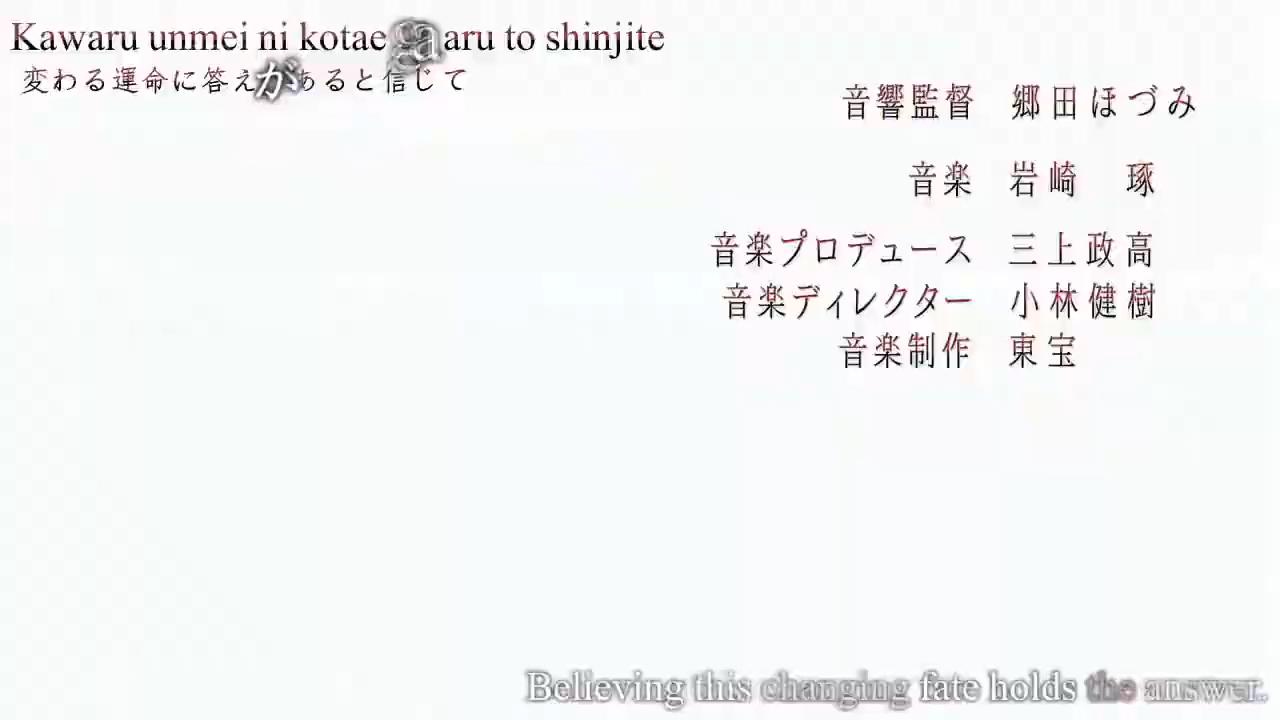 Kawaru unmei ni kotae ga aru to shinjite
変わる運命に答えがあると信じて
音響監督　郷田ほづみ
音楽　岩崎　琢
音楽プロデュース　三上政高
音楽ディレクター　小林健樹
音楽制作　東宝
Believing this changing fate holds the answer.